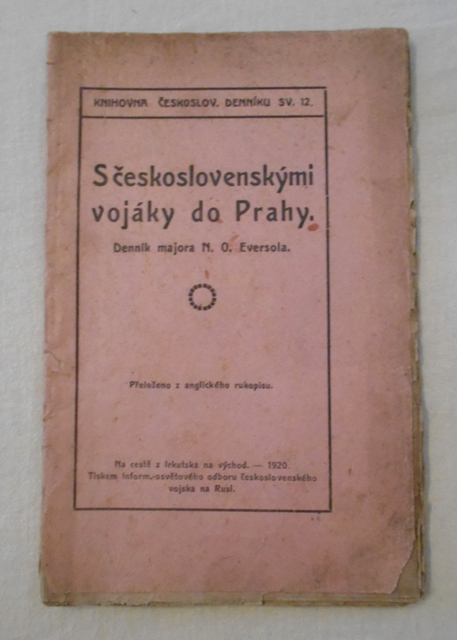 KNIHOVNA ČESKOSLOV. DENNÍKU SV. 12.
S československými
vojáky do Prahy.
Denník majora N. O. Eversola.
Přeloženo z anglického rukopisu.
Na cestě z Irkutska na východ. — 1920.
Tiskem Inform.-osvětového odboru československého
vojska na Rusi.